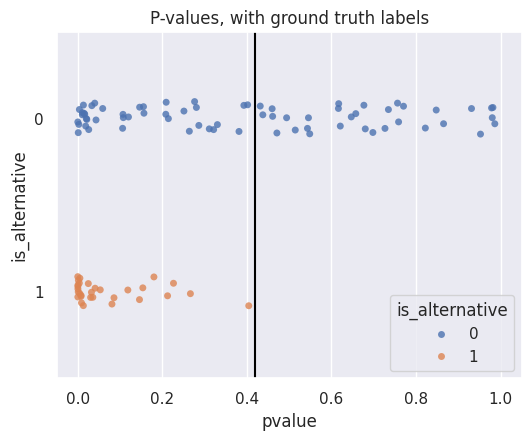 P-values, with ground truth labels
is_alternative
0
1
is_alternative
0
1
0.0 0.2 0.4 0.6 0.8 1.0
pvalue